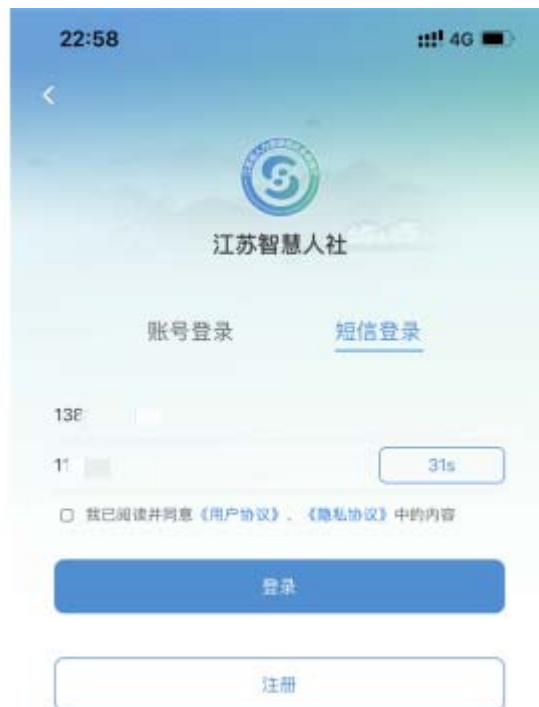 22:58 4G
江苏智慧人社
账号登录 短信登录
138
11
31s
我已阅读并同意《用户协议》、《隐私协议》中的内容
登录
注册